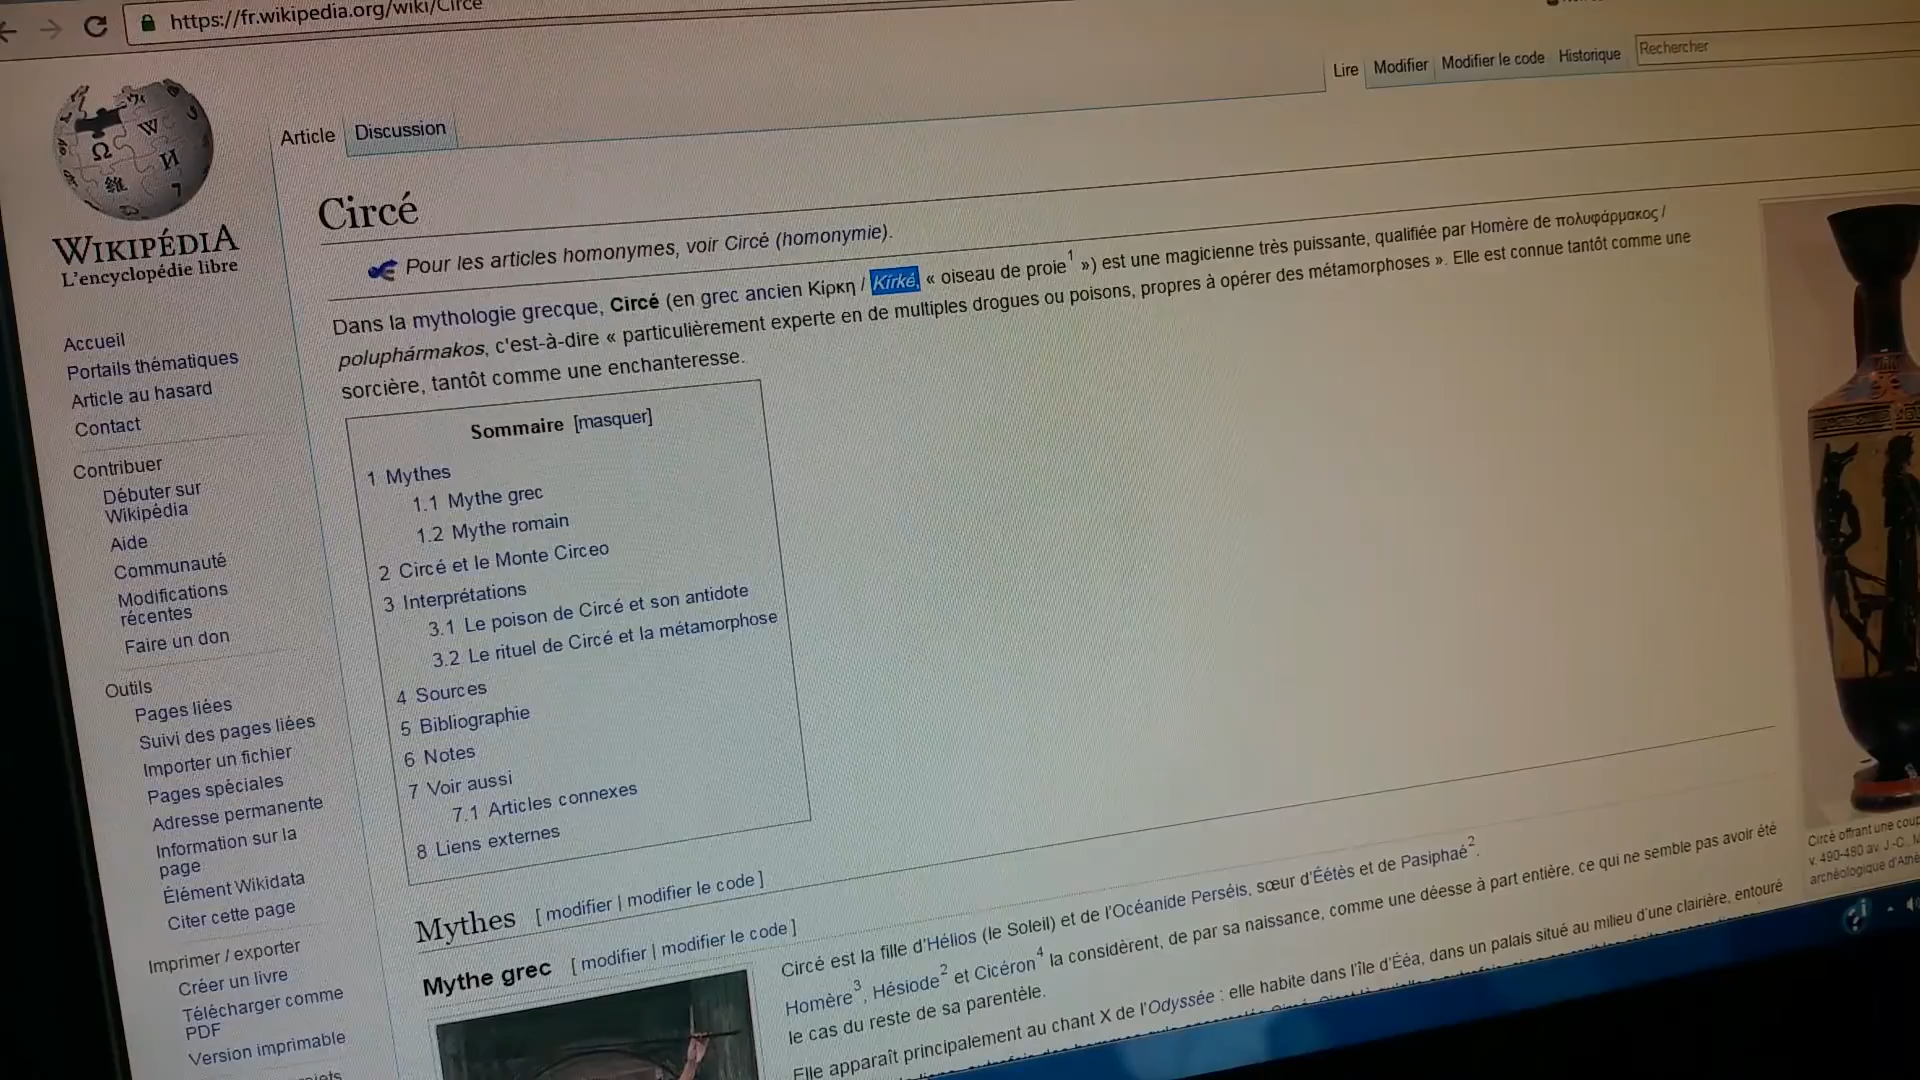 https://fr.wikipedia.org/wiki/Circé
Lire Modifier Modifier le code Historique Rechercher
Article Discussion
WIKIPÉDIA
L'encyclopédie libre
Accueil
Portails thématiques
Article au hasard
Contact
Contribuer
Débuter sur
Wikipédia
Aide
Communauté
Modifications
récentes
Faire un don
Outils
Pages liées
Suivi des pages liées
Importer un fichier
Pages spéciales
Adresse permanente
Information sur la
page
Élément Wikidata
Citer cette page
Imprimer / exporter
Créer un livre
Télécharger comme
PDF
Version imprimable
Circé
Pour les articles homonymes, voir Circé (homonymie).
Dans la mythologie grecque, Circé (en grec ancien Κίρκη / Kírkê, « oiseau de proie1 ») est une magicienne très puissante, qualifiée par Homère de πολυφάρμακος /
poluphármakos, c'est-à-dire « particulièrement experte en de multiples drogues ou poisons, propres à opérer des métamorphoses ». Elle est connue tantôt comme une
sorcière, tantôt comme une enchanteresse.
Sommaire [masquer]
1 Mythes
1.1 Mythe grec
1.2 Mythe romain
2 Circé et le Monte Circeo
3 Interprétations
3.1 Le poison de Circé et son antidote
3.2 Le rituel de Circé et la métamorphose
4 Sources
5 Bibliographie
6 Notes
7 Voir aussi
7.1 Articles connexes
8 Liens externes
Mythes [ modifier | modifier le code ]
Mythe grec [ modifier | modifier le code ]
Circé est la fille d'Hélios (le Soleil) et de l'Océanide Perséis, sœur d'Éétès et de Pasiphaé2.
Homère3, Hésiode2 et Cicéron4 la considèrent, de par sa naissance, comme une déesse à part entière, ce qui ne semble pas avoir été
le cas du reste de sa parentèle.
Elle apparaît principalement au chant X de l'Odyssée : elle habite dans l'île d'Ééa, dans un palais situé au milieu d'une clairière, entouré
Circé offrant une coup
v. 490-480 av. J.-C., M
archéologique d'Athè